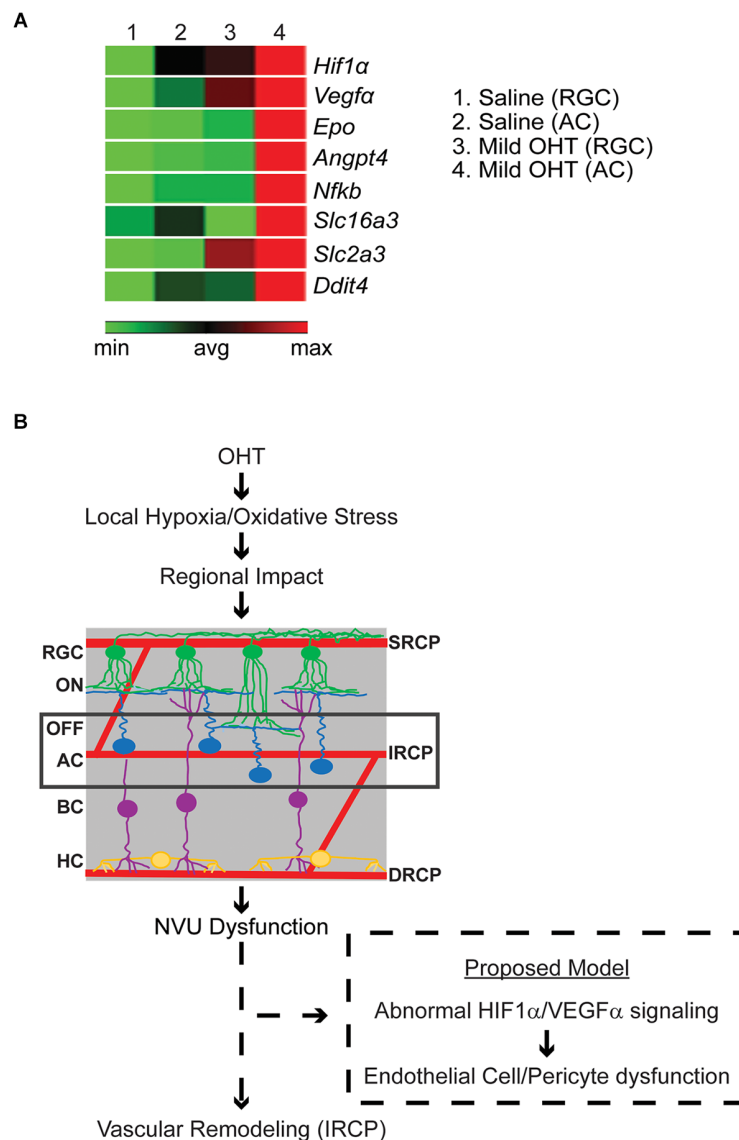 A
1 2 3 4
Hif1α
Vegfα
Epo
Angpt4
Nfkb
Slc16a3
Slc2a3
Ddit4
min avg max
1. Saline (RGC)
2. Saline (AC)
3. Mild OHT (RGC)
4. Mild OHT (AC)
B
OHT
Local Hypoxia/Oxidative Stress
Regional Impact
RGC
ON
OFF
AC
BC
HC
SRCP
IRCP
DRCP
NVU Dysfunction
Proposed Model
Abnormal HIF1α/VEGFα signaling
Endothelial Cell/Pericyte dysfunction
Vascular Remodeling (IRCP)